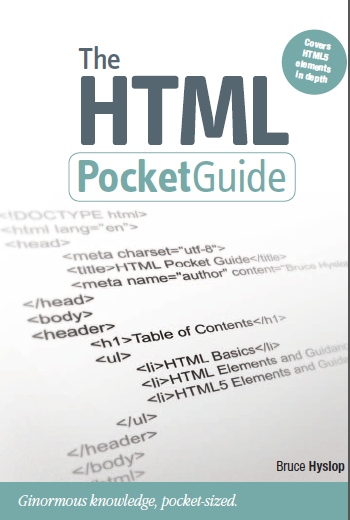 The
HTML
PocketGuide
Covers
HTML5
elements
in depth
<!DOCTYPE html>
<html lang="en">
<head>
<meta charset="utf-8">
<title>HTML Pocket Guide</title>
<meta name="author" content="Bruce Hyslop
</head>
<body>
<header>
<h1>Table of Contents</h1>
<ul>
<li>HTML Basics</li>
<li>HTML Elements and Guidanc
<li>HTML5 Elements and Guida
</ul>
</header>
</body>
</html>
Bruce Hyslop
Ginormous knowledge, pocket-sized.